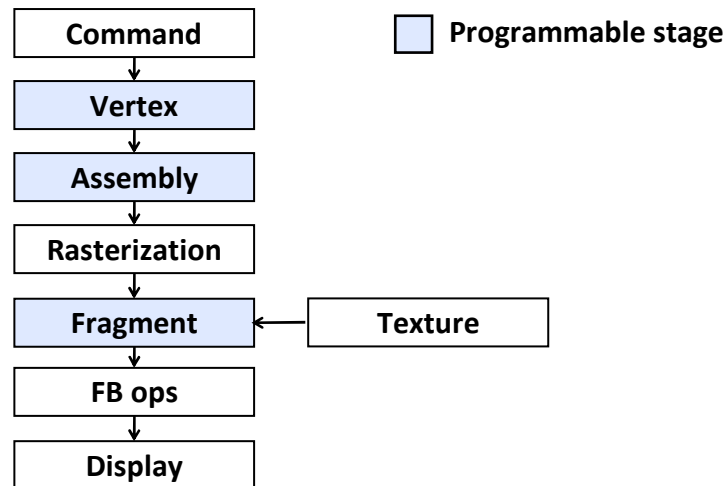 Command
Programmable stage
Vertex
Assembly
Rasterization
Fragment
Texture
FB ops
Display